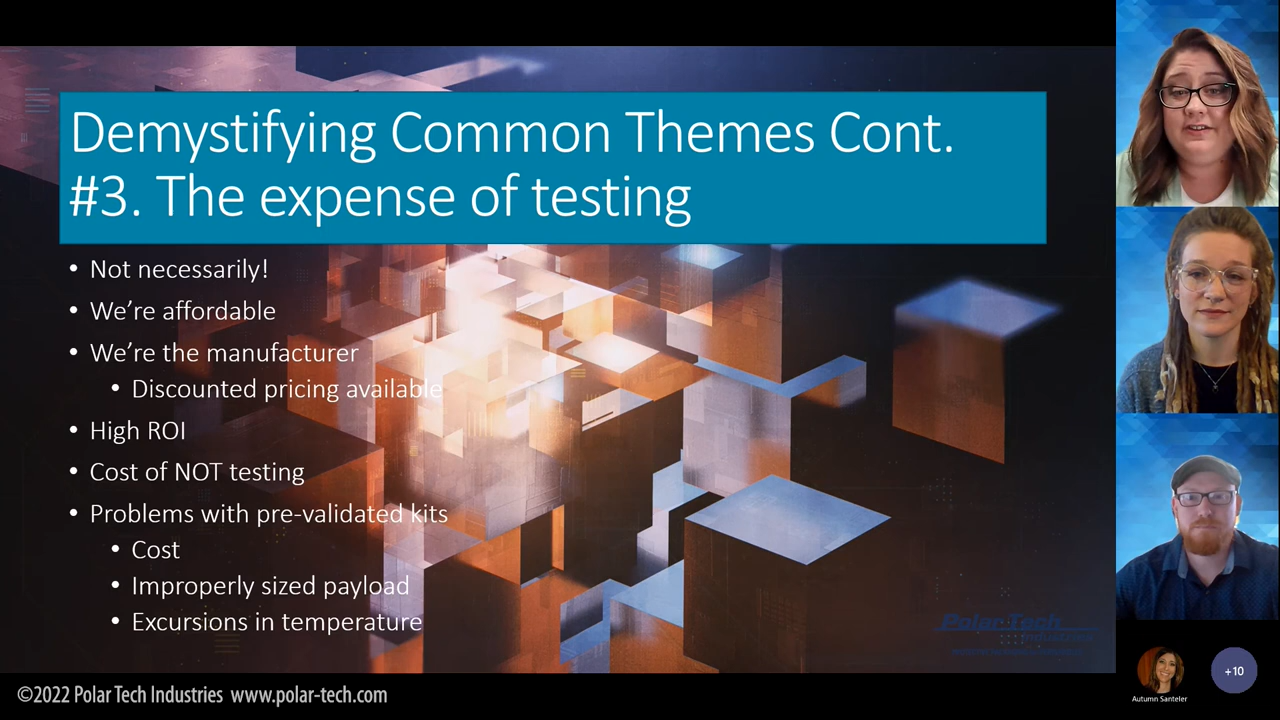 Demystifying Common Themes Cont.
#3. The expense of testing
• Not necessarily!
• We’re affordable
• We’re the manufacturer
• Discounted pricing available
• High ROI
• Cost of NOT testing
• Problems with pre-validated kits
• Cost
• Improperly sized payload
• Excursions in temperature
Polar Tech
Industries
©2022 Polar Tech Industries www.polar-tech.com
Autumn Santeler
+10